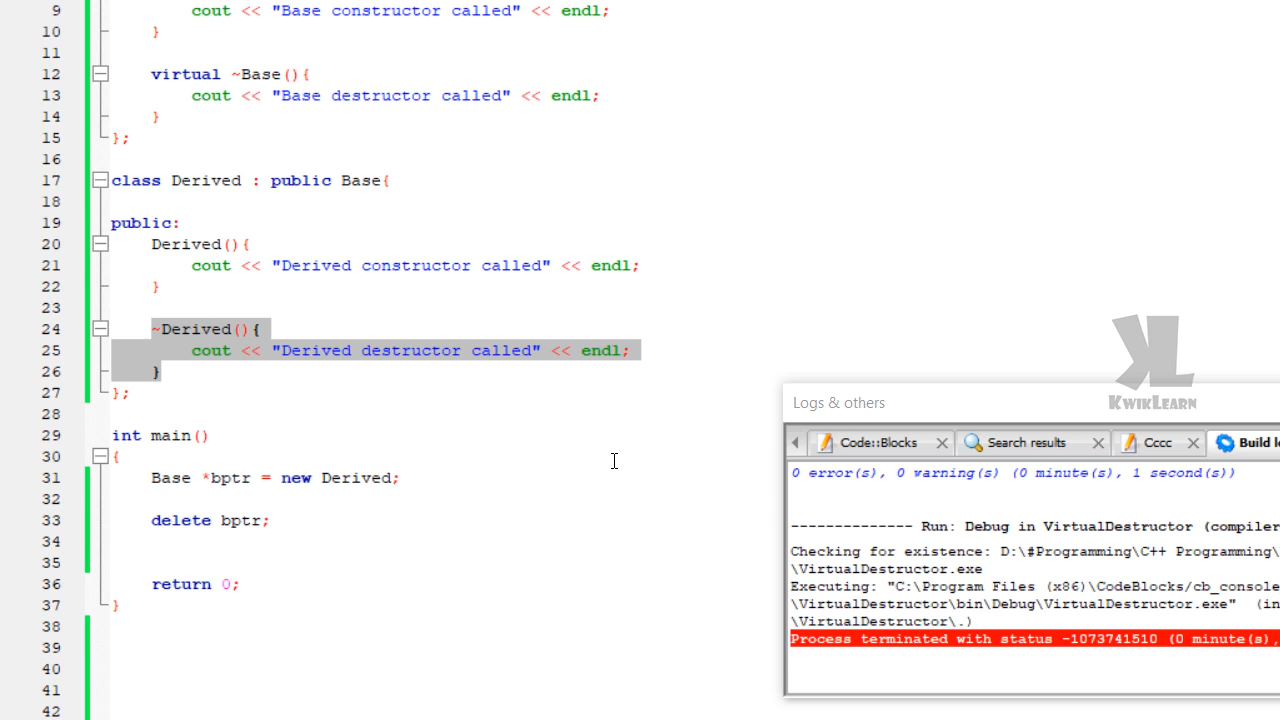 9 cout << "Base constructor called" << endl;
10 }
11
12 virtual ~Base(){
13 cout << "Base destructor called" << endl;
14 }
15 };
16
17 class Derived : public Base{
18
19 public:
20 Derived(){
21 cout << "Derived constructor called" << endl;
22 }
23
24 ~Derived(){
25 cout << "Derived destructor called" << endl;
26 }
27 };
28
29 int main()
30 {
31 Base *bptr = new Derived;
32
33 delete bptr;
34
35
36 return 0;
37 }
38
39
40
41
42
KL
KWIKLEARN
Logs & others
Code::Blocks Search results Cccc Build lo
0 error(s), 0 warning(s) (0 minute(s), 1 second(s))
-------------- Run: Debug in VirtualDestructor (compiler
Checking for existence: D:\#Programming\C++ Programming\
\VirtualDestructor.exe
Executing: "C:\Program Files (x86)\CodeBlocks/cb_console
\VirtualDestructor\bin\Debug\VirtualDestructor.exe" (in
\VirtualDestructor\.)
Process terminated with status -1073741510 (0 minute(s),